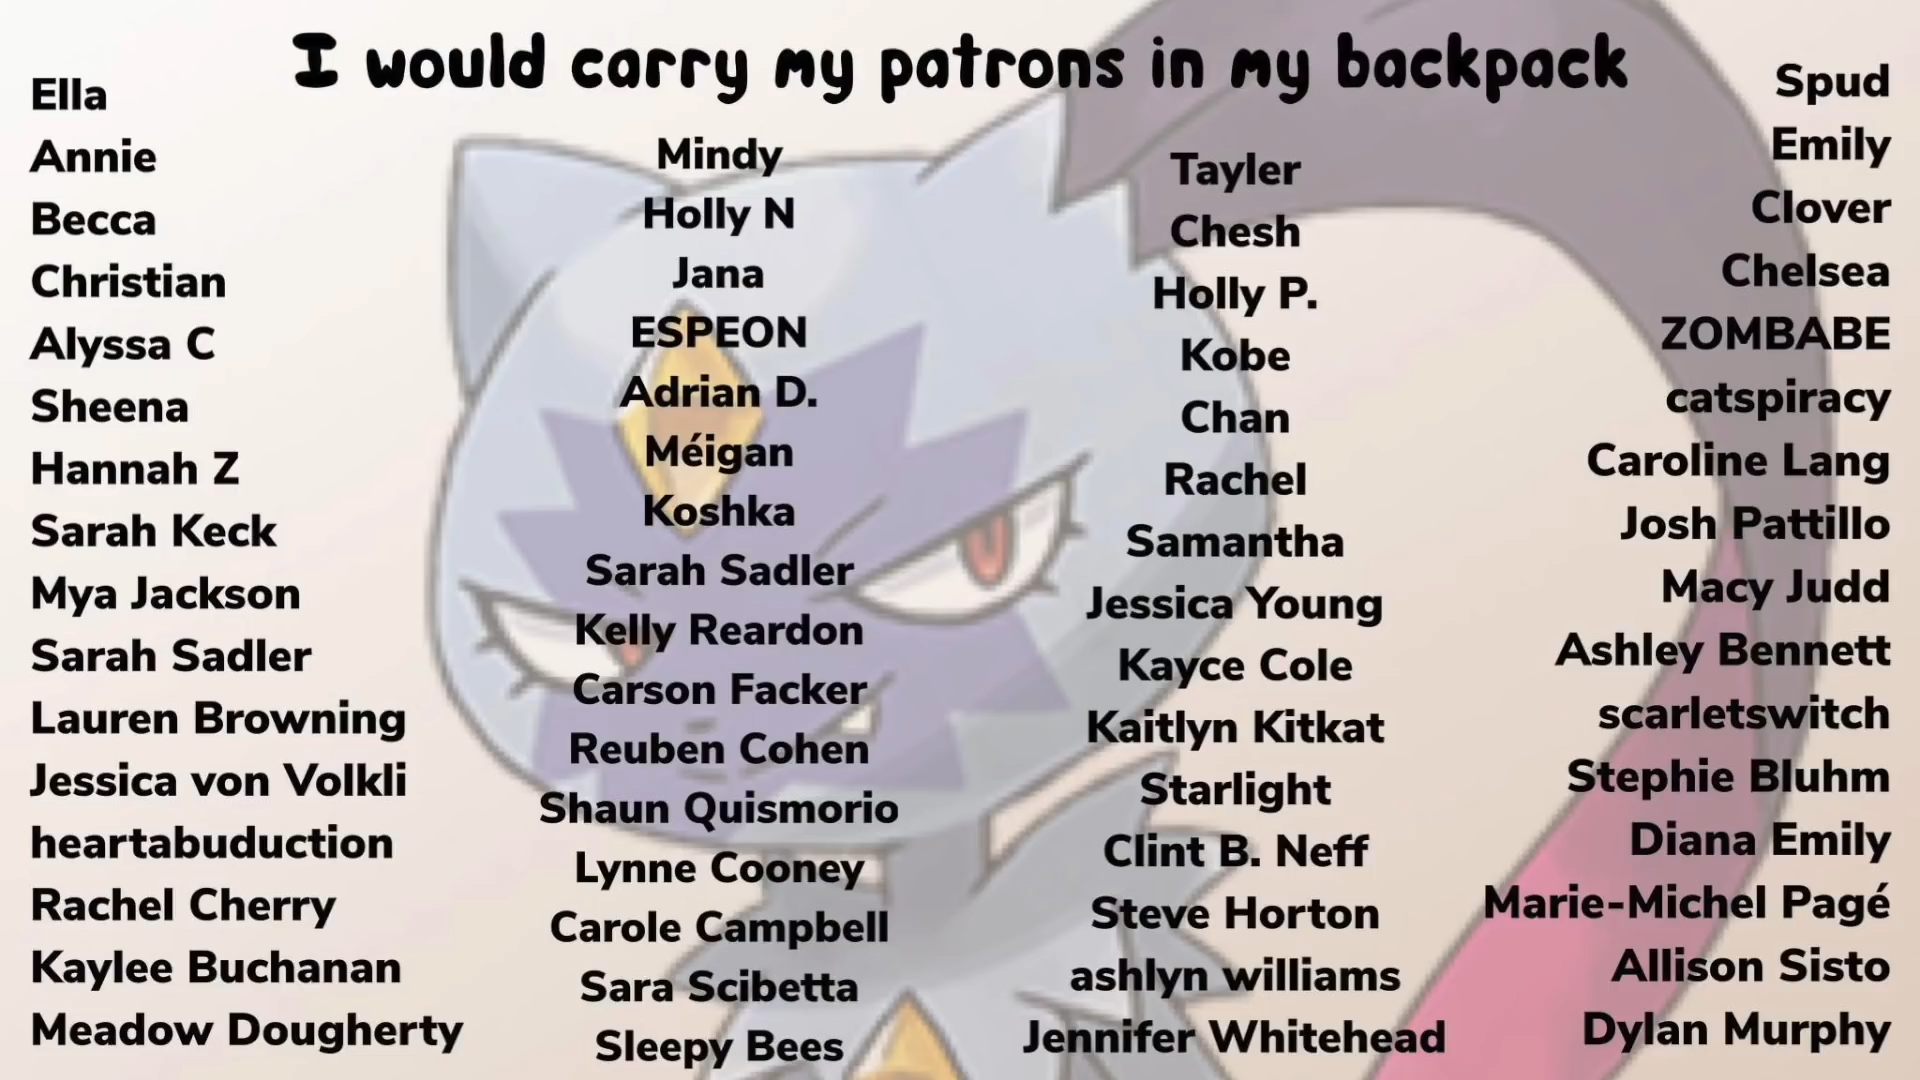 I would carry my patrons in my backpack
Ella
Annie
Becca
Christian
Alyssa C
Sheena
Hannah Z
Sarah Keck
Mya Jackson
Sarah Sadler
Lauren Browning
Jessica von Volkli
heartabuduction
Rachel Cherry
Kaylee Buchanan
Meadow Dougherty
Mindy
Holly N
Jana
ESPEON
Adrian D.
Méigan
Koshka
Sarah Sadler
Kelly Reardon
Carson Facker
Reuben Cohen
Shaun Quismorio
Lynne Cooney
Carole Campbell
Sara Scibetta
Sleepy Bees
Tayler
Chesh
Holly P.
Kobe
Chan
Rachel
Samantha
Jessica Young
Kayce Cole
Kaitlyn Kitkat
Starlight
Clint B. Neff
Steve Horton
ashlyn williams
Jennifer Whitehead
Spud
Emily
Clover
Chelsea
ZOMBABE
catspiracy
Caroline Lang
Josh Pattillo
Macy Judd
Ashley Bennett
scarletswitch
Stephie Bluhm
Diana Emily
Marie-Michel Pagé
Allison Sisto
Dylan Murphy